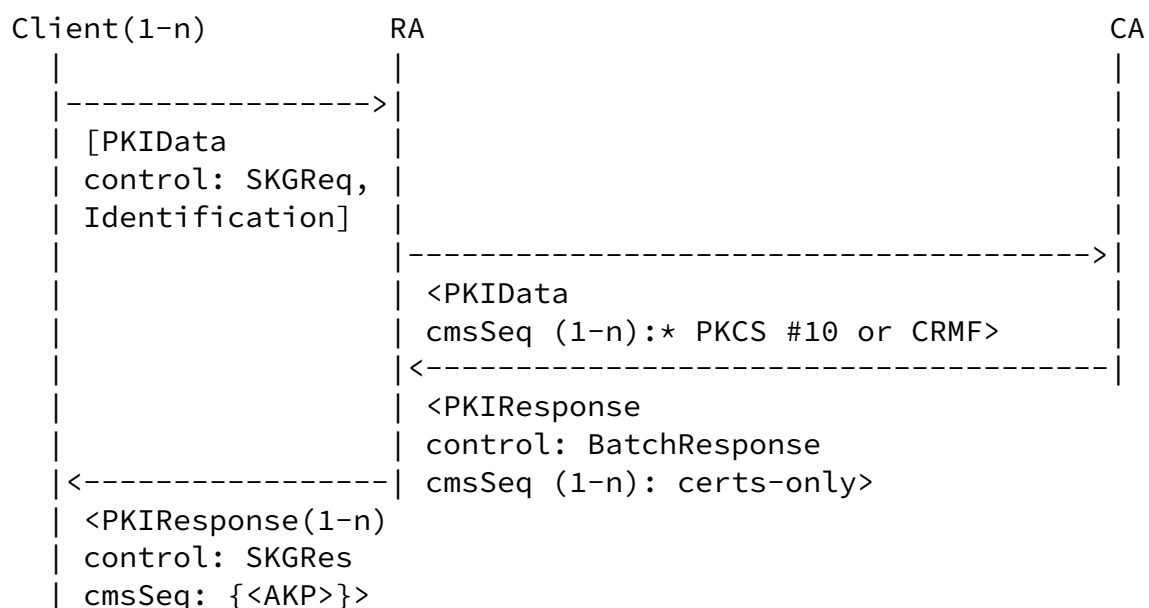 Client(1-n)          RA                                       CA
  |                  |                                       |
  |----------------->|                                       |
  | [PKIData         |                                       |
  | control: SKGReq, |                                       |
  | Identification]  |                                       |
  |                  |-------------------------------------->|
  |                  | <PKIData                              |
  |                  | cmsSeq (1-n):* PKCS #10 or CRMF>      |
  |                  |<--------------------------------------|
  |                  | <PKIResponse
  |                  | control: BatchResponse
  |<-----------------| cmsSeq (1-n): certs-only>
  | <PKIResponse(1-n)
  | control: SKGRes
  | cmsSeq: {<AKP>}>